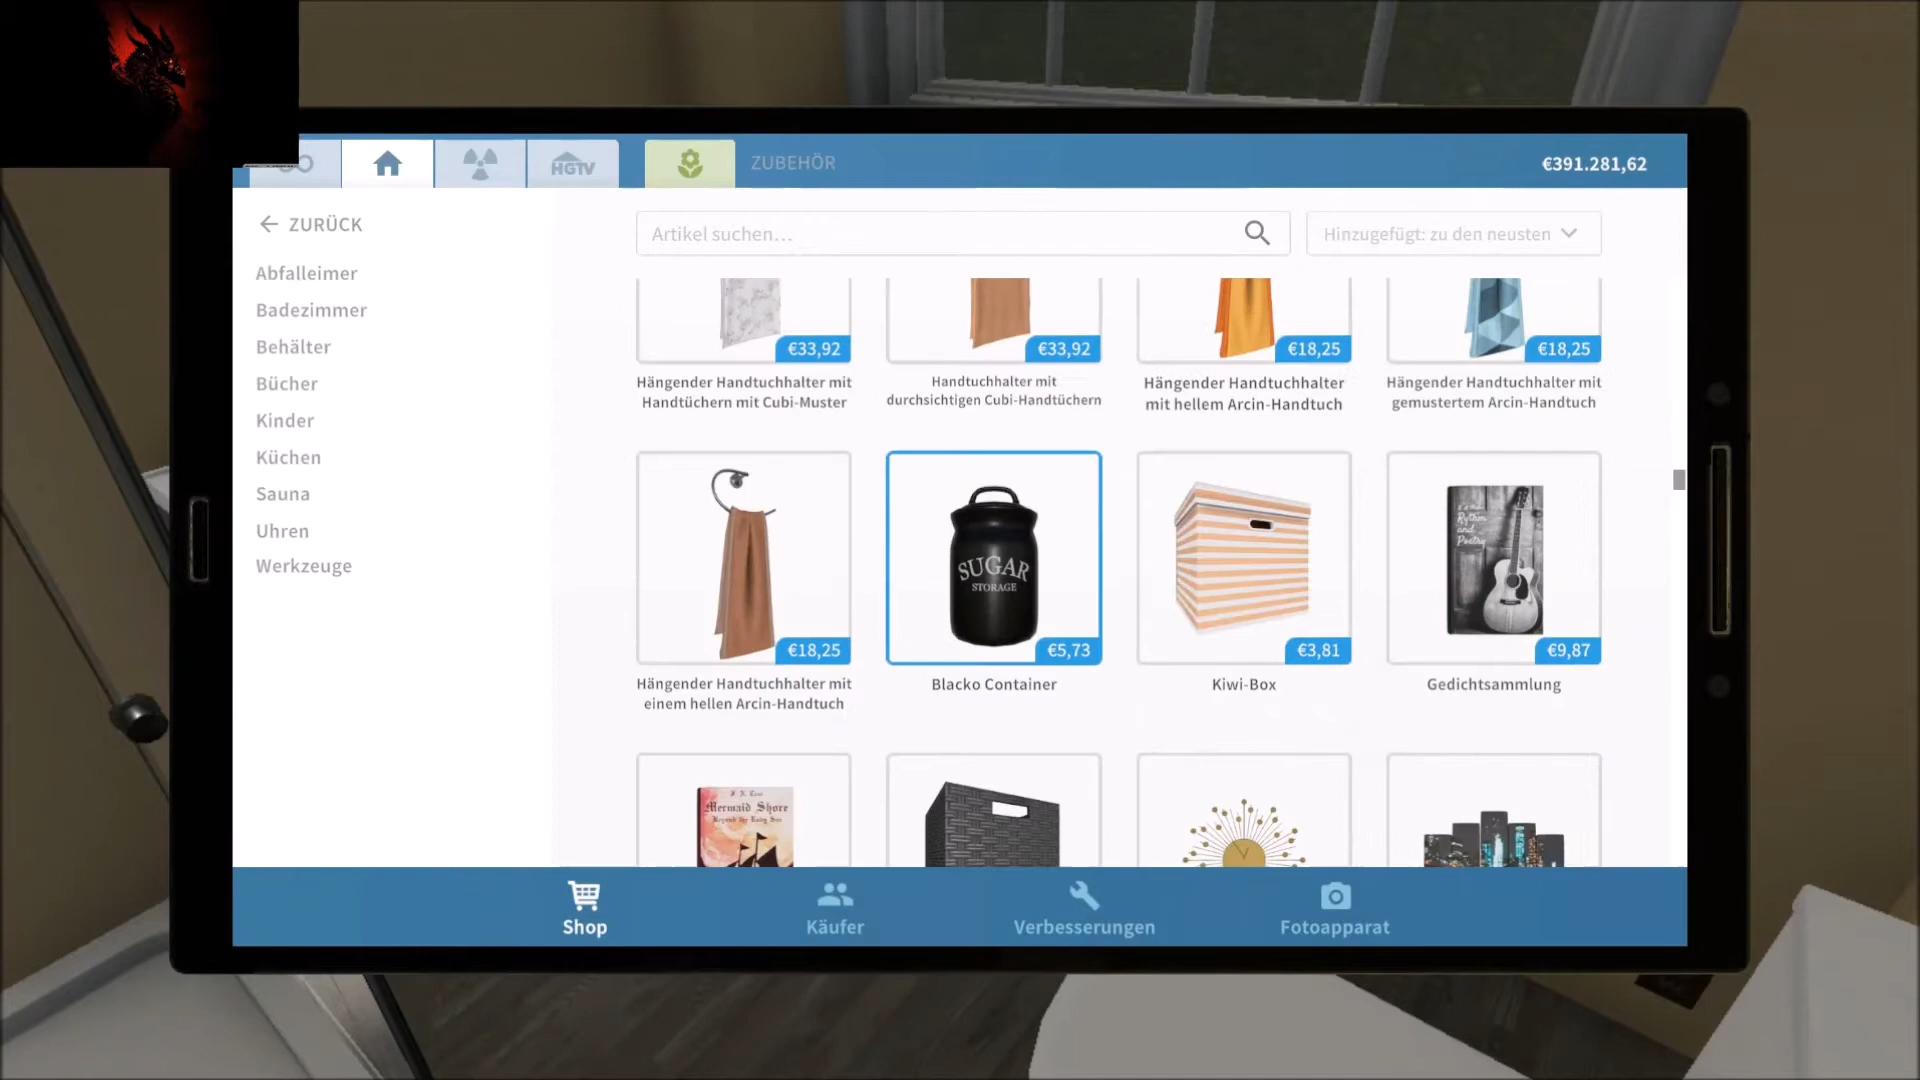 HGTV
ZUBEHÖR
€391.281,62
ZURÜCK
Artikel suchen...
Hinzugefügt: zu den neusten
Abfalleimer
Badezimmer
Behälter
Bücher
Kinder
Küchen
Sauna
Uhren
Werkzeuge
€33,92
€33,92
€18,25
€18,25
Hängender Handtuchhalter mit
Handtüchern mit Cubi-Muster
Handtuchhalter mit
durchsichtigen Cubi-Handtüchern
Hängender Handtuchhalter
mit hellem Arcin-Handtuch
Hängender Handtuchhalter mit
gemustertem Arcin-Handtuch
SUGAR
STORAGE
Rythm
and
Poetry
€18,25
€5,73
€3,81
€9,87
Hängender Handtuchhalter mit
einem hellen Arcin-Handtuch
Blacko Container
Kiwi-Box
Gedichtsammlung
Mermaid Shore
Shop
Käufer
Verbesserungen
Fotoapparat